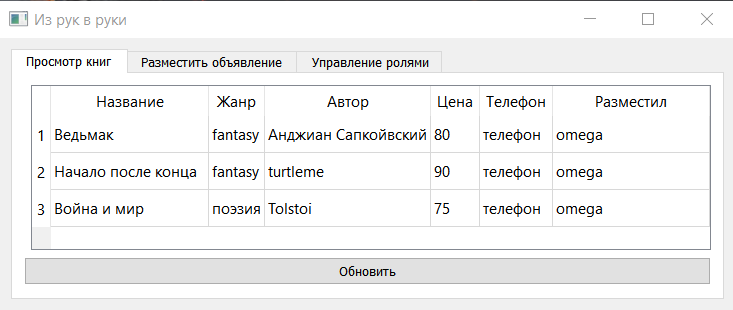 Из рук в руки
Просмотр книг Разместить объявление Управление ролями
Название Жанр Автор Цена Телефон Разместил
1 Ведьмак fantasy Анджиан Сапкойвский 80 телефон omega
2 Начало после конца fantasy turtleme 90 телефон omega
3 Война и мир поэзия Tolstoi 75 телефон omega
Обновить